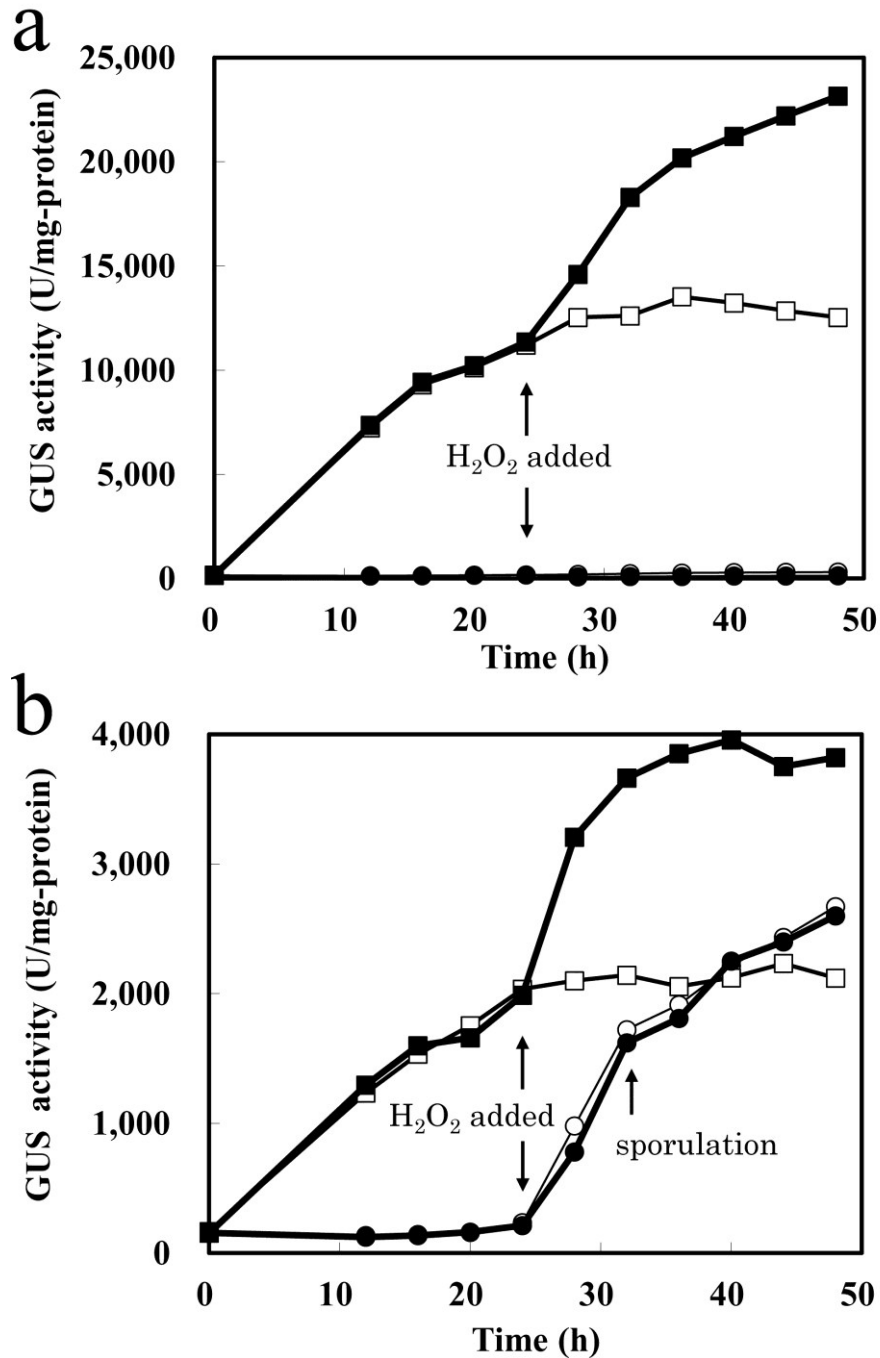 a
25,000
20,000
15,000
10,000
5,000
0
GUS activity (U/mg-protein)
H₂O₂ added
0 10 20 30 40 50
Time (h)
b
4,000
3,000
2,000
1,000
0
GUS activity (U/mg-protein)
H₂O₂ added
sporulation
0 10 20 30 40 50
Time (h)